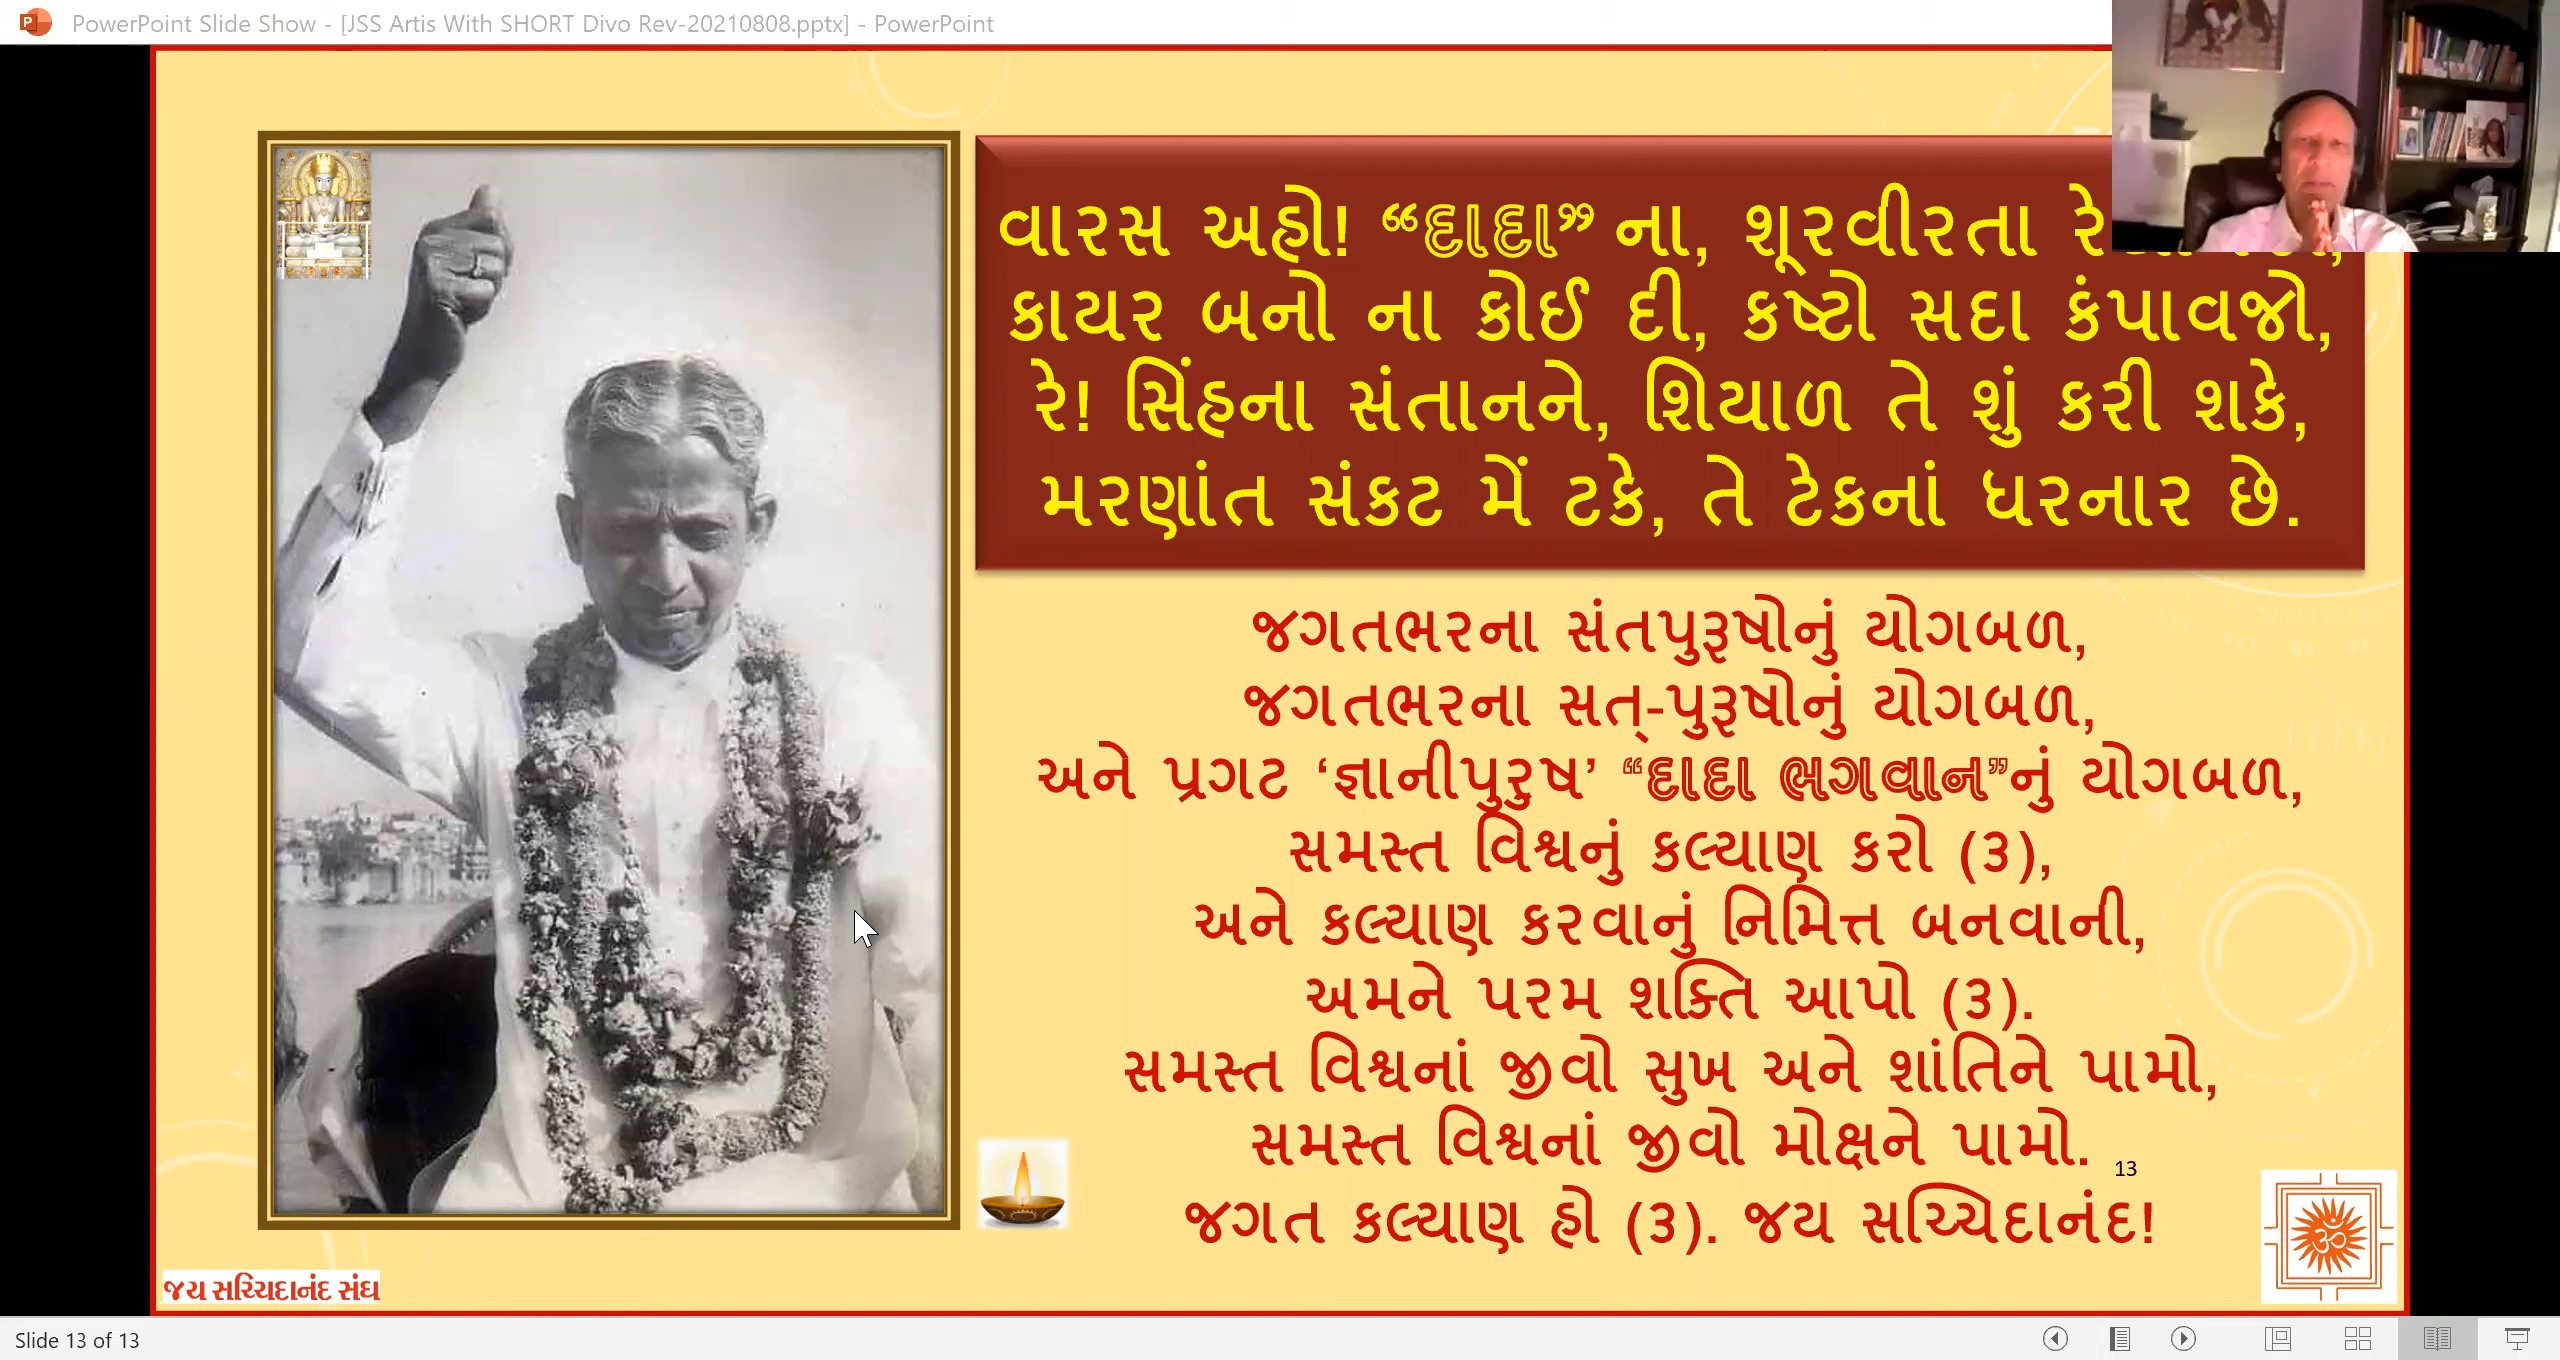 PowerPoint Slide Show - [JSS Artis With SHORT Divo Rev-20210808.pptx] - PowerPoint
વારસ અહો! “દાદા” ના, શૂરવીરતા
કાયર બનો ના કોઈ દી, કષ્ટો સદા કંપાવજો,
રે! સિંહના સંતાનને, શિયાળ તે શું કરી શકે,
મરણાંત સંકટ મેં ટકે, તે ટેકનાં ધરનાર છે.
જગતભરના સંતપુરૂષોનું યોગબળ,
જગતભરના સત્-પુરૂષોનું યોગબળ,
અને પ્રગટ ‘જ્ઞાનીપુરુષ’ “દાદા ભગવાન”નું યોગબળ,
સમસ્ત વિશ્વનું કલ્યાણ કરો (૩),
અને કલ્યાણ કરવાનું નિમિત્ત બનવાની,
અમને પરમ શક્તિ આપો (૩).
સમસ્ત વિશ્વનાં જીવો સુખ અને શાંતિને પામો,
સમસ્ત વિશ્વનાં જીવો મોક્ષને પામો.
13
જગત કલ્યાણ હો (૩). જય સચ્ચિદાનંદ!
જય સચ્ચિદાનંદ સંઘ
ૐ
Slide 13 of 13